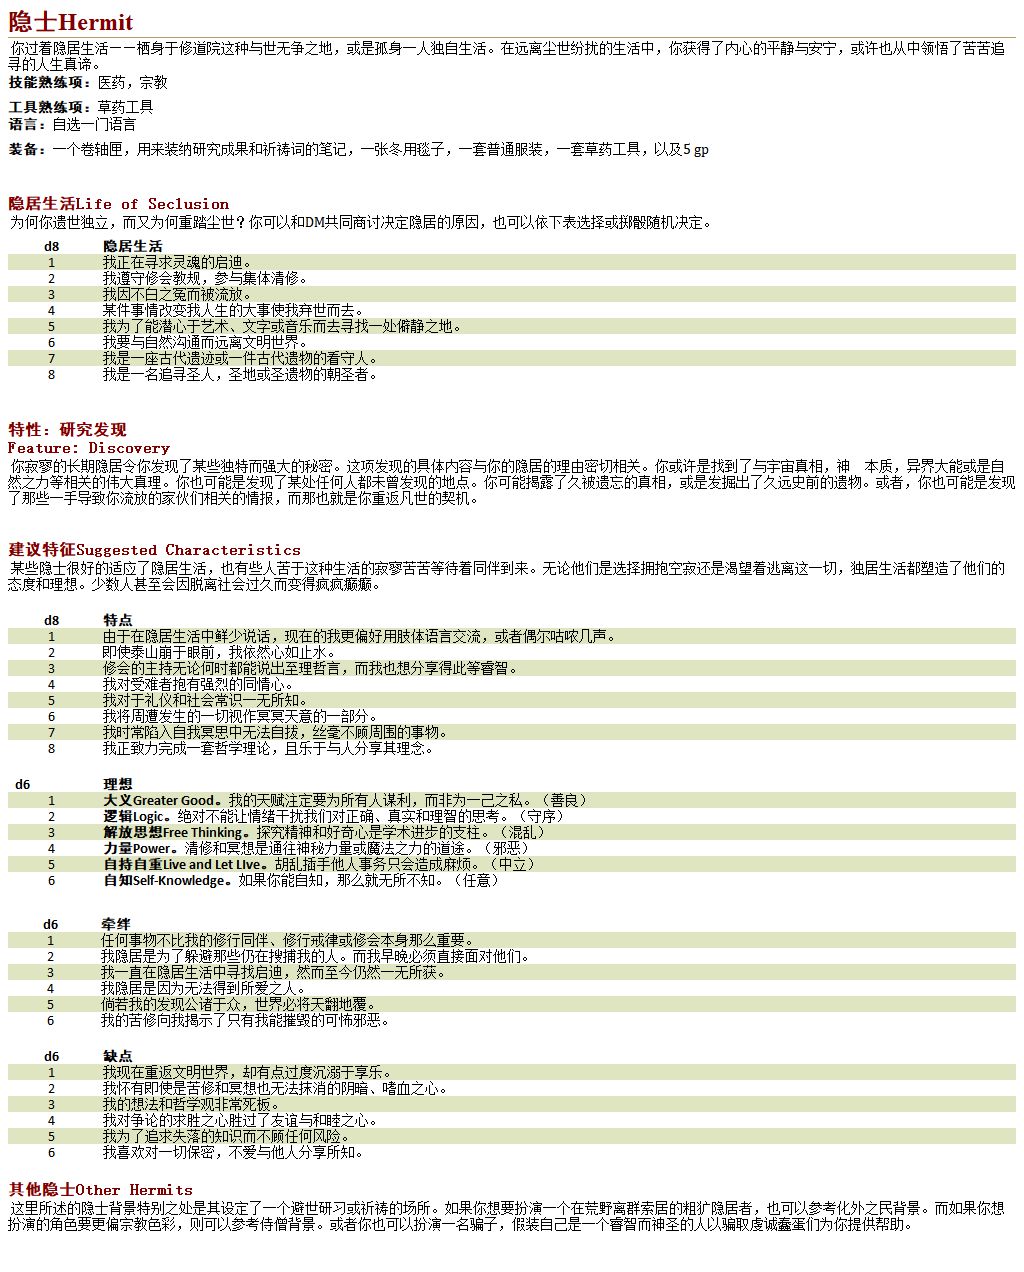 隐士Hermit
你过着隐居生活——栖身于修道院这种与世无争之地，或是孤身一人独自生活。在远离尘世纷扰的生活中，你获得了内心的平静与安宁，或许也从中领悟了苦苦追
寻的人生真谛。
技能熟练项：医药，宗教
工具熟练项：草药工具
语言：自选一门语言
装备：一个卷轴匣，用来装纳研究成果和祈祷词的笔记，一张冬用毯子，一套普通服装，一套草药工具，以及5 gp
隐居生活Life of Seclusion
为何你遗世独立，而又为何重踏尘世？你可以和DM共同商讨决定隐居的原因，也可以依下表选择或掷骰随机决定。
d8 隐居生活
1 我正在寻求灵魂的启迪。
2 我遵守修会教规，参与集体清修。
3 我因不白之冤而被流放。
4 某件事情改变我人生的大事使我弃世而去。
5 我为了能潜心于艺术、文字或音乐而去寻找一处僻静之地。
6 我要与自然沟通而远离文明世界。
7 我是一座古代遗迹或一件古代遗物的看守人。
8 我是一名追寻圣人，圣地或圣遗物的朝圣者。
特性：研究发现
Feature: Discovery
你寂寥的长期隐居令你发现了某些独特而强大的秘密。这项发现的具体内容与你的隐居的理由密切相关。你或许是找到了与宇宙真相，神　本质，异界大能或是自
然之力等相关的伟大真理。你也可能是发现了某处任何人都未曾发现的地点。你可能揭露了久被遗忘的真相，或是发掘出了久远史前的遗物。或者，你也可能是发现
了那些一手导致你流放的家伙们相关的情报，而那也就是你重返凡世的契机。
建议特征Suggested Characteristics
某些隐士很好的适应了隐居生活，也有些人苦于这种生活的寂寥苦苦等待着同伴到来。无论他们是选择拥抱空寂还是渴望着逃离这一切，独居生活都塑造了他们的
态度和理想。少数人甚至会因脱离社会过久而变得疯疯癫癫。
d8 特点
1 由于在隐居生活中鲜少说话，现在的我更偏好用肢体语言交流，或者偶尔咕哝几声。
2 即使泰山崩于眼前，我依然心如止水。
3 修会的主持无论何时都能说出至理哲言，而我也想分享得此等睿智。
4 我对受难者抱有强烈的同情心。
5 我对于礼仪和社会常识一无所知。
6 我将周遭发生的一切视作冥冥天意的一部分。
7 我时常陷入自我冥思中无法自拔，丝毫不顾周围的事物。
8 我正致力完成一套哲学理论，且乐于与人分享其理念。
d6 理想
1 大义Greater Good。我的天赋注定要为所有人谋利，而非为一己之私。（善良）
2 逻辑Logic。绝对不能让情绪干扰我们对正确、真实和理智的思考。（守序）
3 解放思想Free Thinking。探究精神和好奇心是学术进步的支柱。（混乱）
4 力量Power。清修和冥想是通往神秘力量或魔法之力的道途。（邪恶）
5 自持自重Live and Let LIve。胡乱插手他人事务只会造成麻烦。（中立）
6 自知Self-Knowledge。如果你能自知，那么就无所不知。（任意）
d6 牵绊
1 任何事物不比我的修行同伴、修行戒律或修会本身那么重要。
2 我隐居是为了躲避那些仍在搜捕我的人。而我早晚必须直接面对他们。
3 我一直在隐居生活中寻找启迪，然而至今仍然一无所获。
4 我隐居是因为无法得到所爱之人。
5 倘若我的发现公诸于众，世界必将天翻地覆。
6 我的苦修向我揭示了只有我能摧毁的可怖邪恶。
d6 缺点
1 我现在重返文明世界，却有点过度沉溺于享乐。
2 我怀有即使是苦修和冥想也无法抹消的阴暗、嗜血之心。
3 我的想法和哲学观非常死板。
4 我对争论的求胜之心胜过了友谊与和睦之心。
5 我为了追求失落的知识而不顾任何风险。
6 我喜欢对一切保密，不爱与他人分享所知。
其他隐士Other Hermits
这里所述的隐士背景特别之处是其设定了一个避世研习或祈祷的场所。如果你想要扮演一个在荒野离群索居的粗犷隐居者，也可以参考化外之民背景。而如果你想
扮演的角色要更偏宗教色彩，则可以参考侍僧背景。或者你也可以扮演一名骗子，假装自己是一个睿智而神圣的人以骗取虔诚蠢蛋们为你提供帮助。